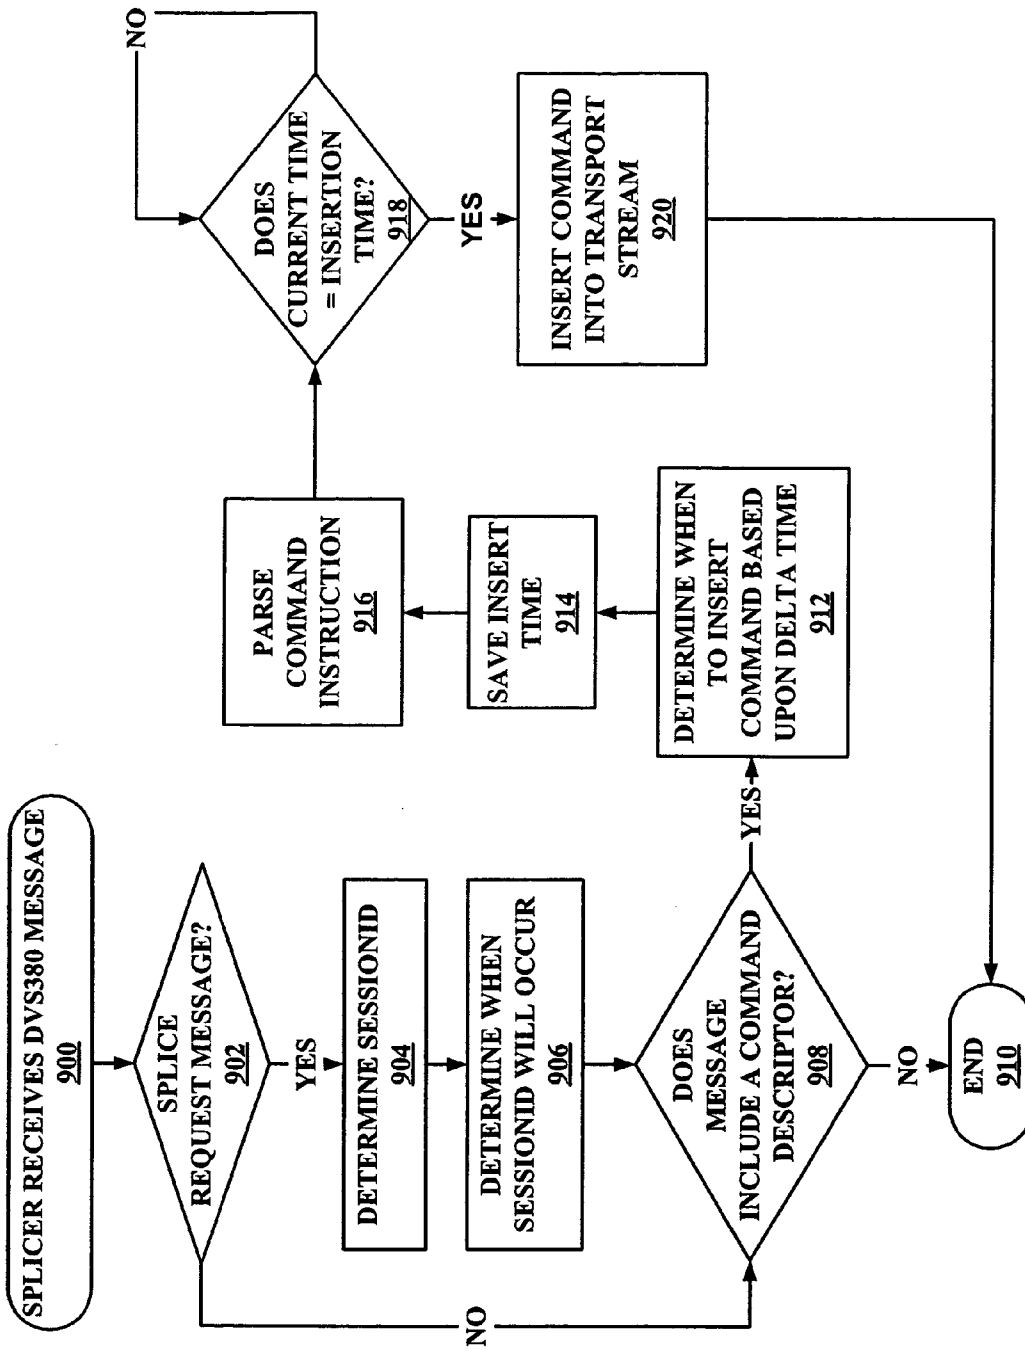 SPLICER RECEIVES DVS380 MESSAGE
900
SPLICE
REQUEST MESSAGE?
902
YES
NO
DETERMINE SESSIONID
904
DETERMINE WHEN
SESSIONID WILL OCCUR
906
DOES
MESSAGE
INCLUDE A COMMAND
DESCRIPTOR?
908
YES
NO
END
910
DETERMINE WHEN
TO INSERT
COMMAND BASED
UPON DELTA TIME
912
SAVE INSERT
TIME
914
PARSE
COMMAND
INSTRUCTION
916
DOES
CURRENT TIME
= INSERTION
TIME?
918
NO
YES
INSERT COMMAND
INTO TRANSPORT
STREAM
920